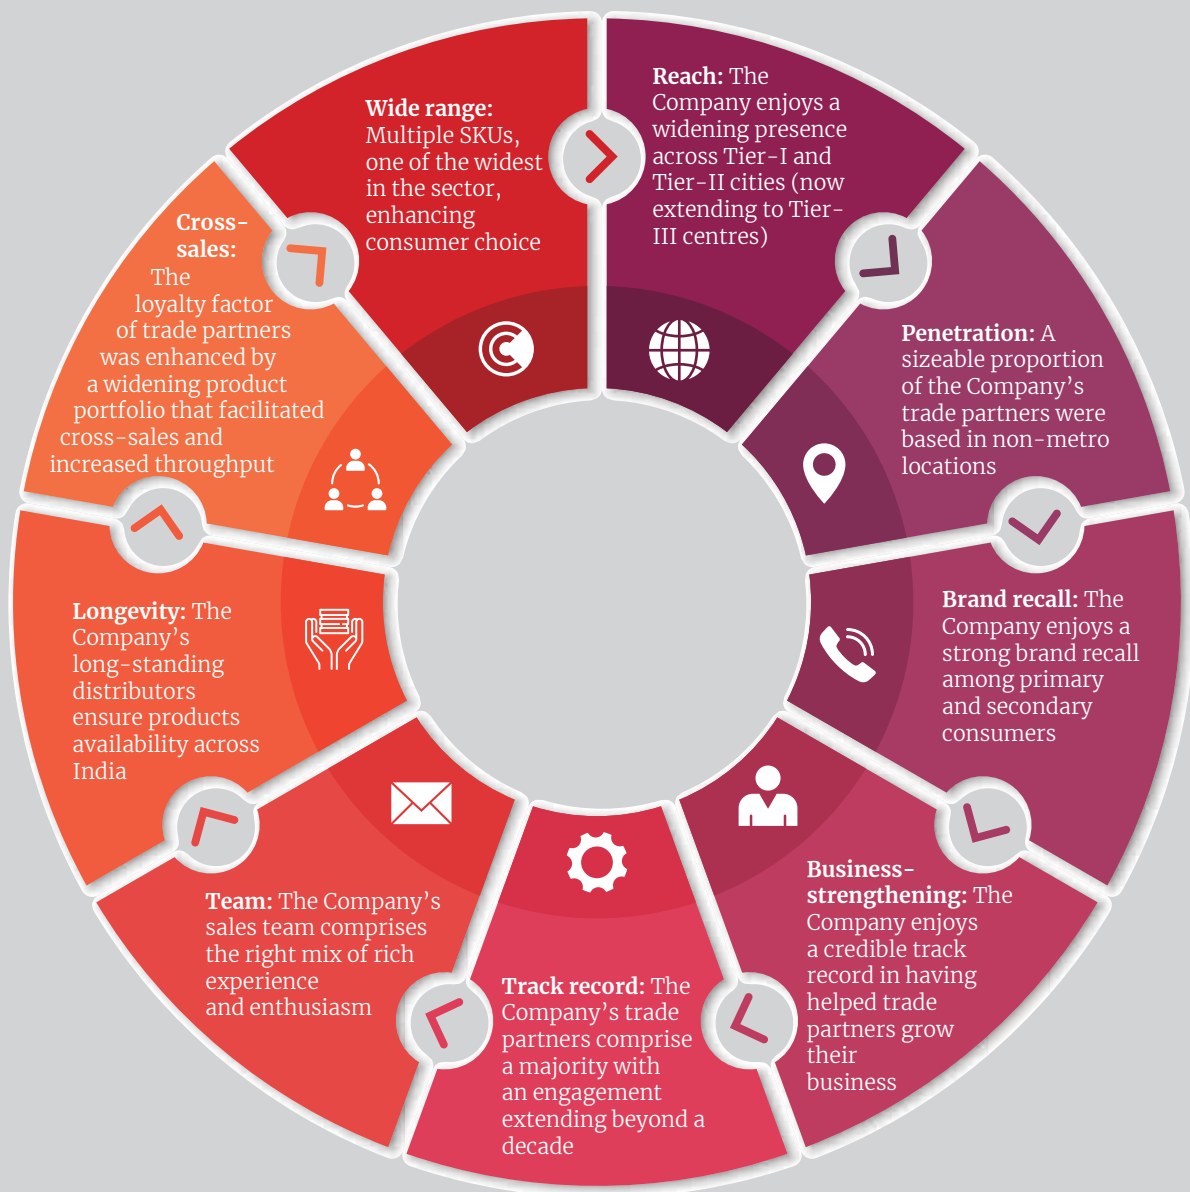 Wide range:
Multiple SKUs,
one of the widest
in the sector,
enhancing
consumer choice
Reach: The
Company enjoys a
widening presence
across Tier-I and
Tier-II cities (now
extending to Tier-
III centres)
Penetration: A
sizeable proportion
of the Company's
trade partners were
based in non-metro
locations
Brand recall: The
Company enjoys a
strong brand recall
among primary
and secondary
consumers
Business-
strengthening: The
Company enjoys
a credible track
record in having
helped trade
partners grow
their
business
Track record: The
Company's trade
partners comprise
a majority with
an engagement
extending beyond a
decade
Team: The Company's
sales team comprises
the right mix of rich
experience
and enthusiasm
Longevity: The
Company's
long-standing
distributors
ensure products
availability across
India
Cross-
sales:
The
loyalty factor
of trade partners
was enhanced by
a widening product
portfolio that facilitated
cross-sales and
increased throughput